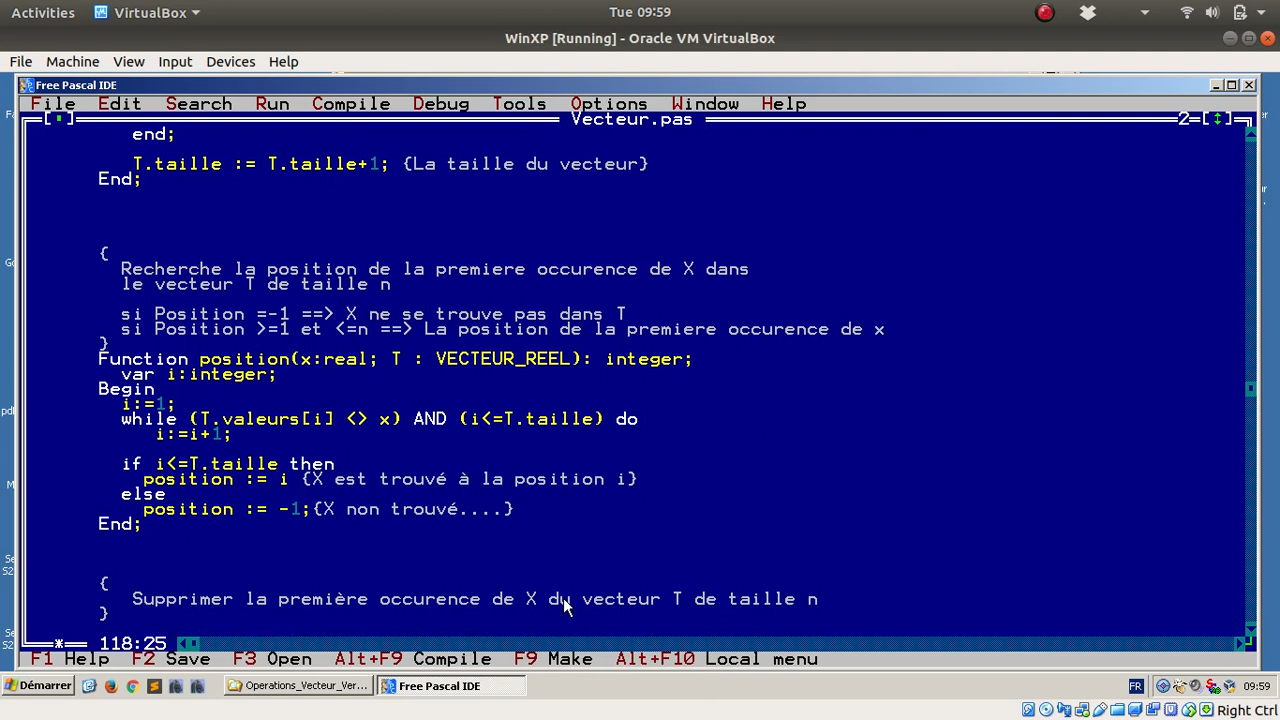 Activities VirtualBox Tue 09:59
WinXP [Running] - Oracle VM VirtualBox
File Machine View Input Devices Help
Free Pascal IDE
File Edit Search Run Compile Debug Tools Options Window Help
[▪] Vecteur.pas 2=[↕]
end;
T.taille := T.taille+1; {La taille du vecteur}
End;
{
Recherche la position de la premiere occurence de X dans
le vecteur T de taille n
si Position =-1 ==> X ne se trouve pas dans T
si Position >=1 et <=n ==> La position de la premiere occurence de x
}
Function position(x:real; T : VECTEUR_REEL): integer;
var i:integer;
Begin
i:=1;
while (T.valeurs[i] <> x) AND (i<=T.taille) do
i:=i+1;
if i<=T.taille then
position := i {X est trouvé à la position i}
else
position := -1;{X non trouvé....}
End;
{
Supprimer la première occurence de X du vecteur T de taille n
}
* 118:25
F1 Help F2 Save F3 Open Alt+F9 Compile F9 Make Alt+F10 Local menu
Démarrer Operations_Vecteur_Ver... Free Pascal IDE FR 09:59
Right Ctrl